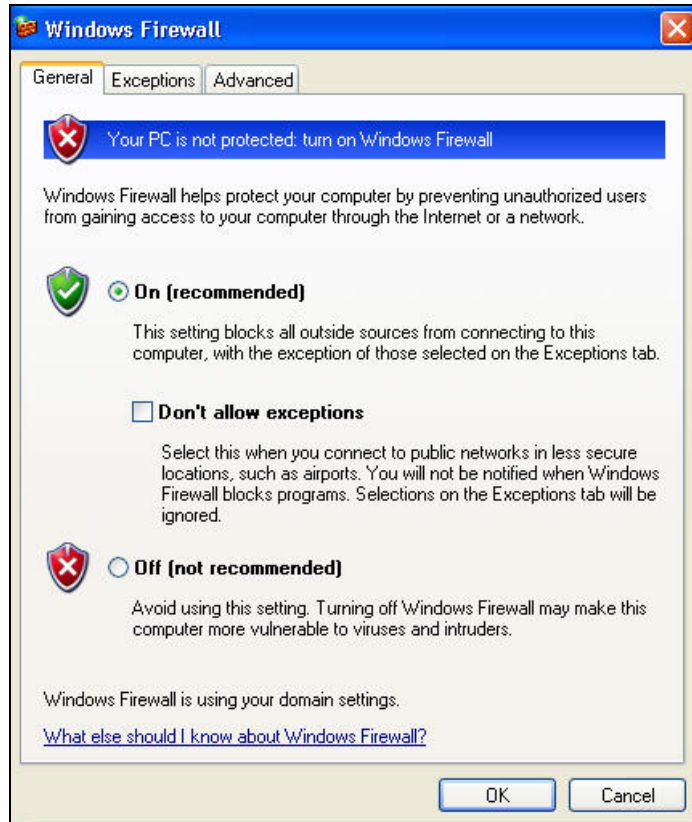 Windows Firewall
General Exceptions Advanced
Your PC is not protected: turn on Windows Firewall
Windows Firewall helps protect your computer by preventing unauthorized users
from gaining access to your computer through the Internet or a network.
On (recommended)
This setting blocks all outside sources from connecting to this
computer, with the exception of those selected on the Exceptions tab.
Don't allow exceptions
Select this when you connect to public networks in less secure
locations, such as airports. You will not be notified when Windows
Firewall blocks programs. Selections on the Exceptions tab will be
ignored.
Off (not recommended)
Avoid using this setting. Turning off Windows Firewall may make this
computer more vulnerable to viruses and intruders.
Windows Firewall is using your domain settings.
What else should I know about Windows Firewall?
OK Cancel